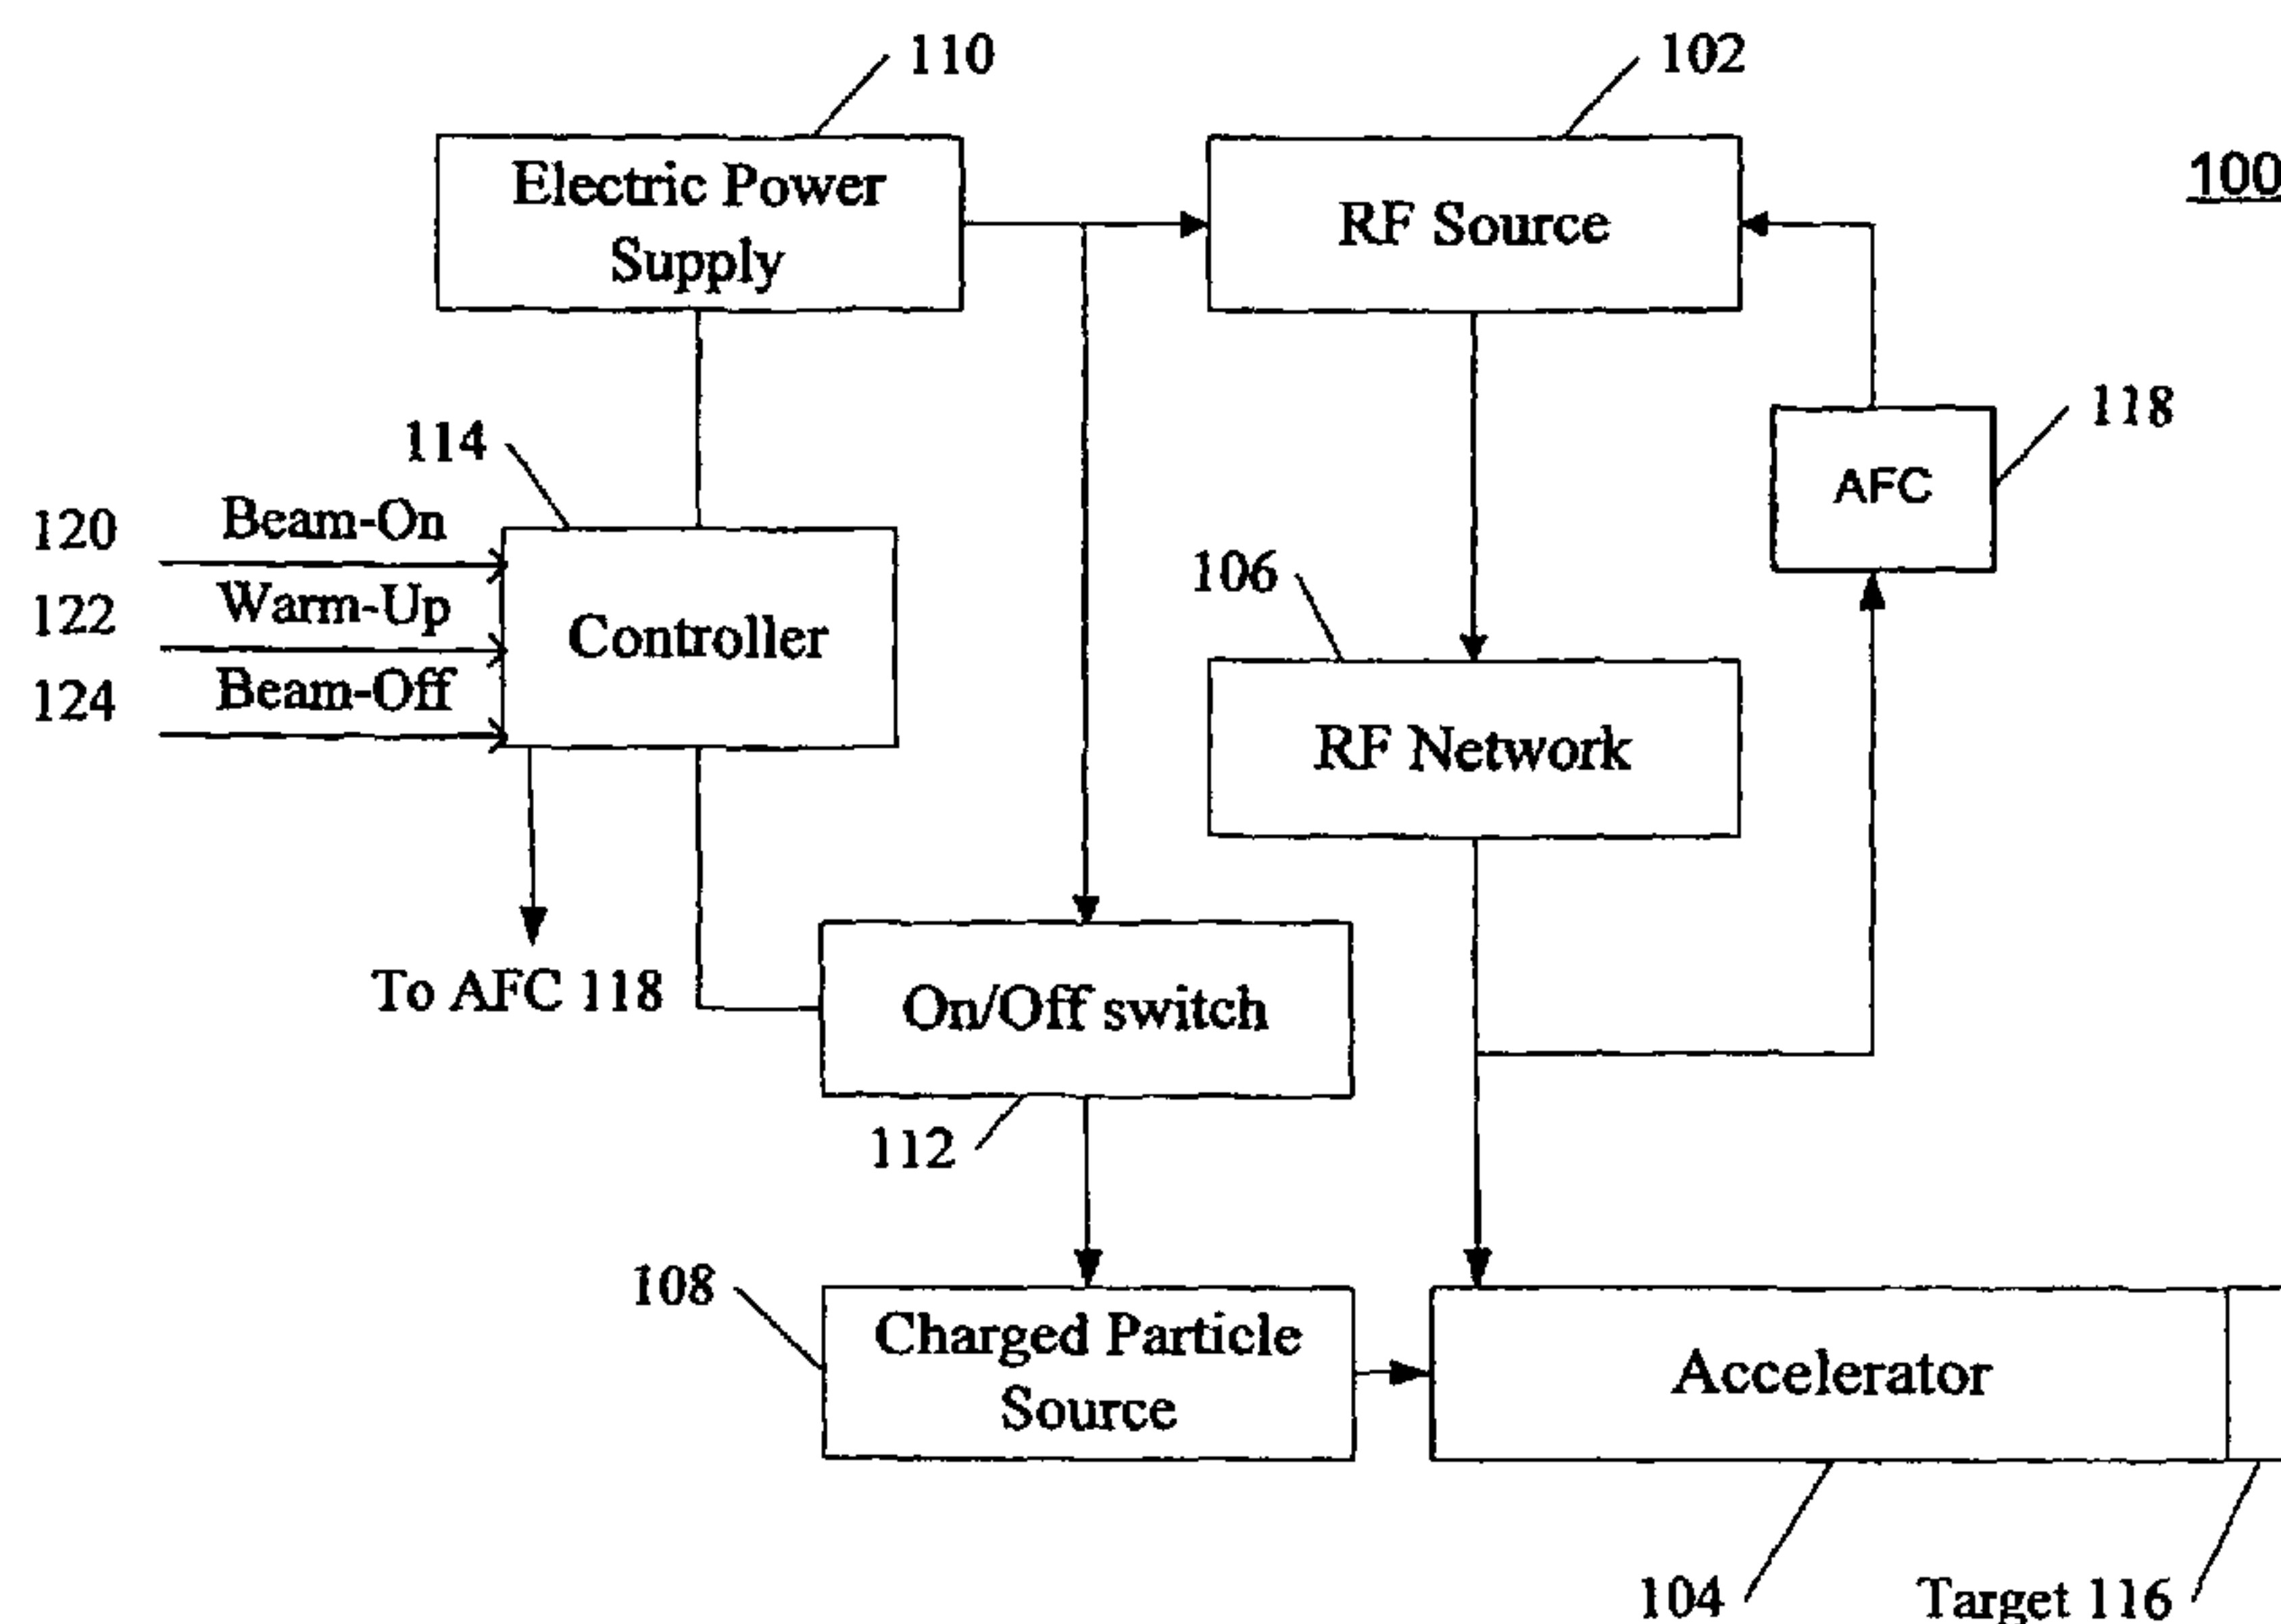 110
102
100
Electric Power
Supply
RF Source
118
AFC
114
120
Beam-On
122
Warm-Up
124
Beam-Off
Controller
106
RF Network
To AFC 118
On/Off switch
112
108
Charged Particle
Source
Accelerator
104
Target 116